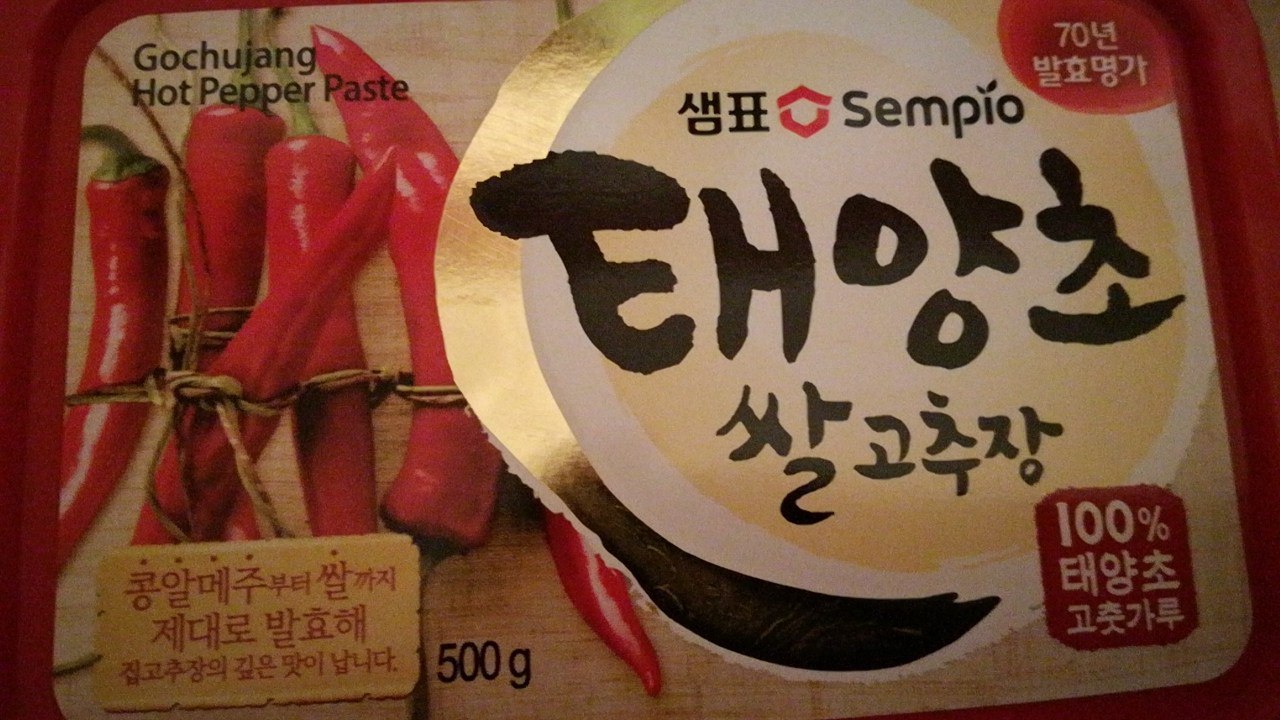 Gochujang
Hot Pepper Paste
70년
발효명가
샘표 Sempio
태양초
쌀고추장
100%
태양초
고춧가루
콩알메주부터 쌀까지
제대로 발효해
집고추장의 깊은 맛이 납니다.
500 g